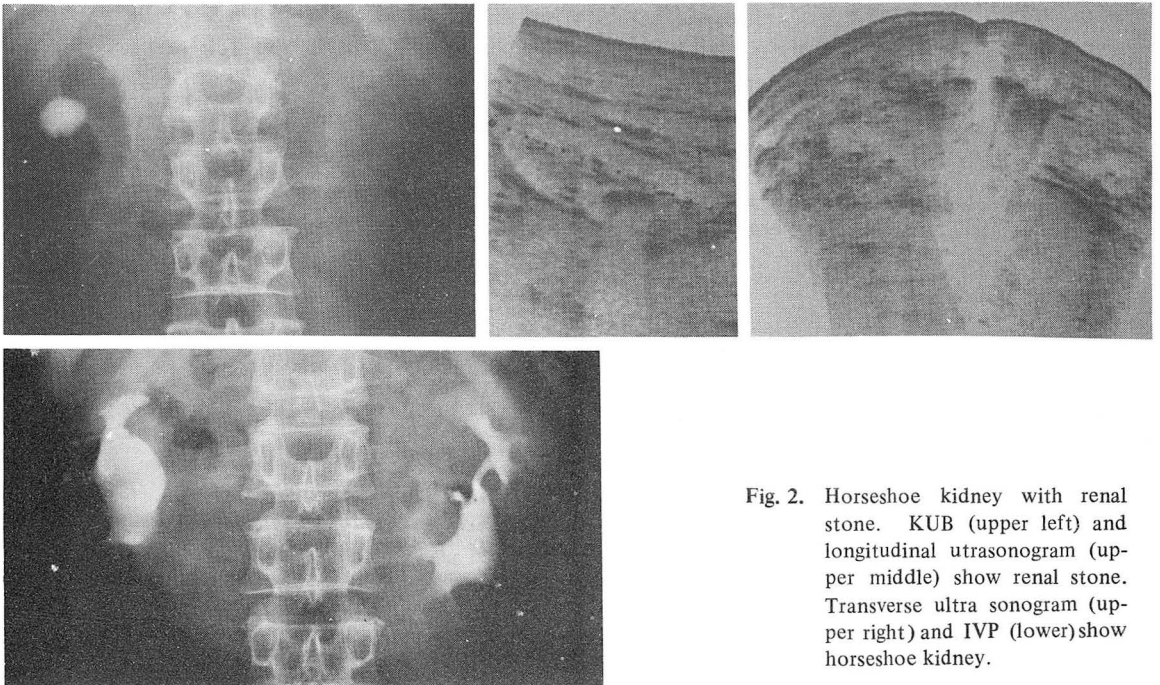 Fig. 2. Horseshoe kidney with renal
stone. KUB (upper left) and
longitudinal utrasonogram (up-
per middle) show renal stone.
Transverse ultra sonogram (up-
per right) and IVP (lower) show
horseshoe kidney.